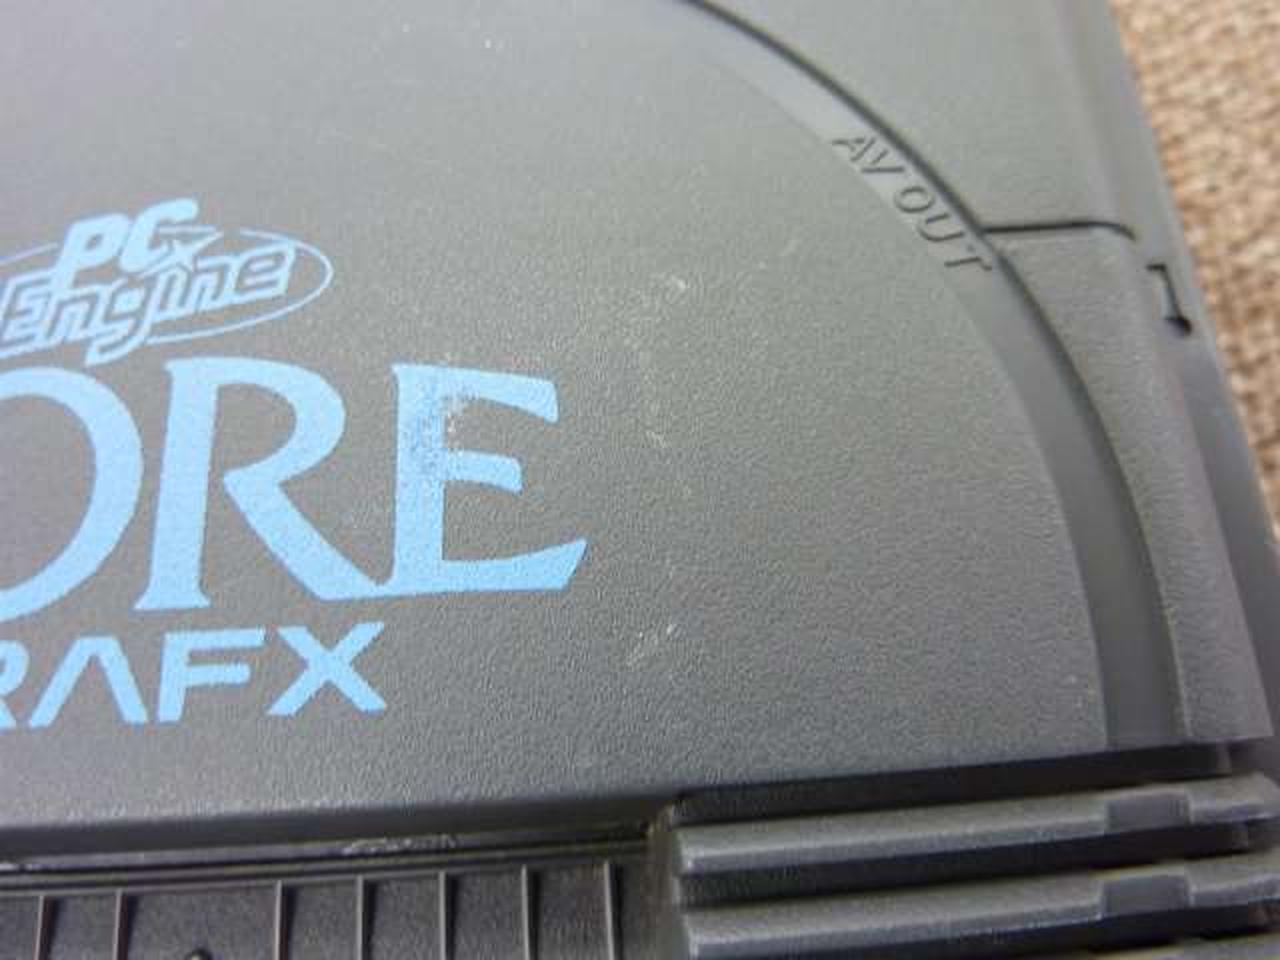 AV OUT
PC
Engine
ORE
RAFX